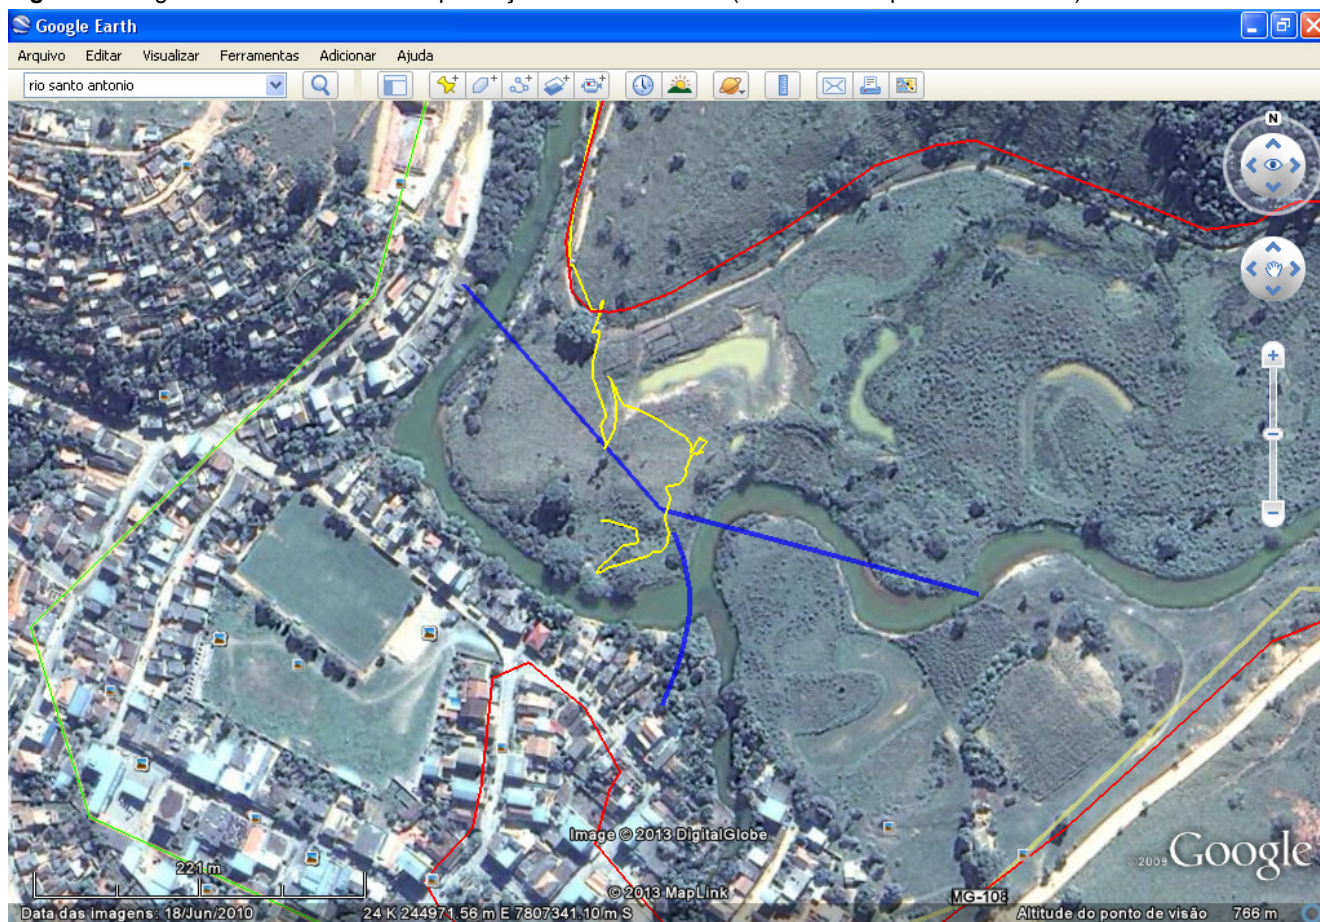 Google Earth
Arquivo Editar Visualizar Ferramentas Adicionar Ajuda
rio santo antonio
N
Image © 2013 DigitalGlobe
221 m
©2009 Google
© 2013 MapLink
MG-108
Data das imagens: 18/Jun/2010 24 K 244971.56 m E 7807341.10 m S Altitude do ponto de visão 766 m